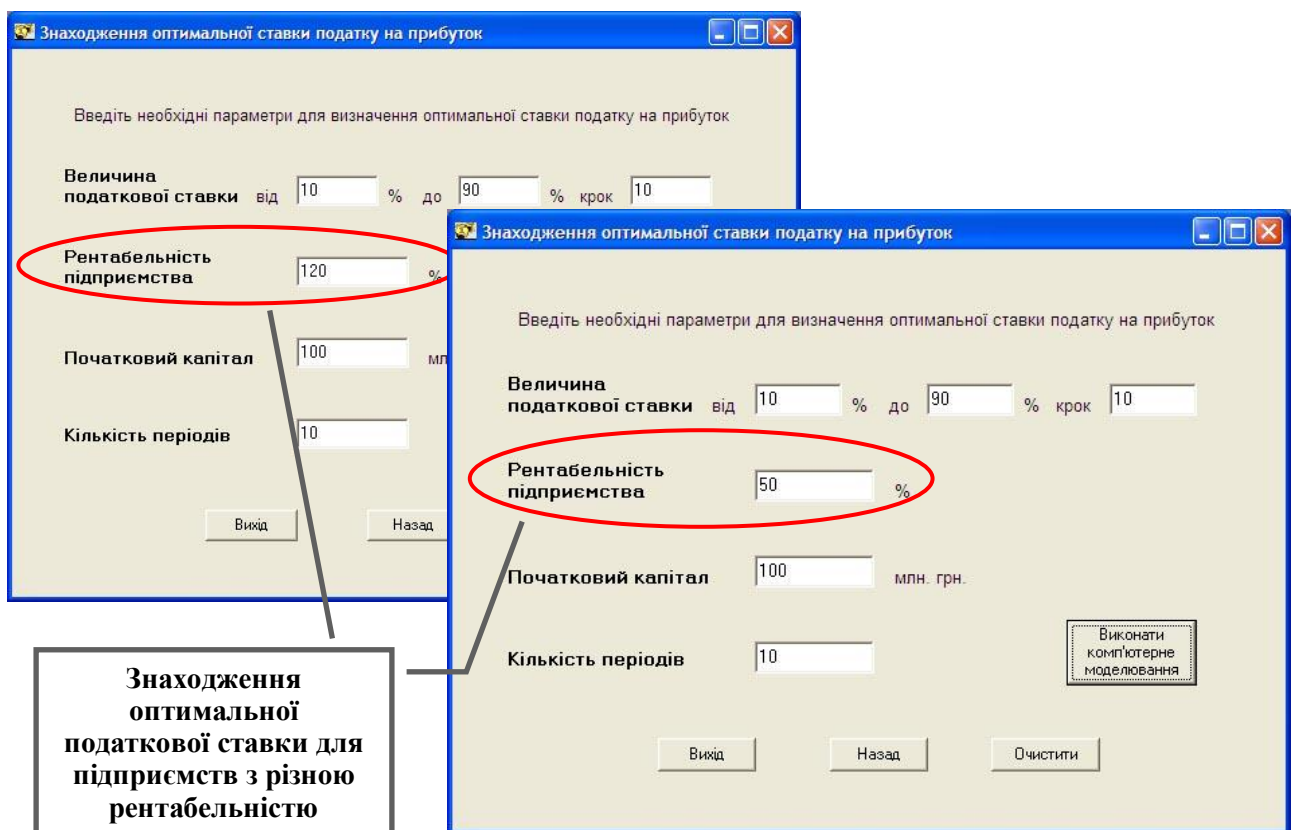 Знаходження оптимальної ставки податку на прибуток
Введіть необхідні параметри для визначення оптимальної ставки податку на прибуток
Величина
податкової ставки від 10 % до 90 % крок 10
Рентабельність
підприємства 120 %
Початковий капітал 100 мл
Кількість періодів 10
Вихід Назад
Знаходження оптимальної ставки податку на прибуток
Введіть необхідні параметри для визначення оптимальної ставки податку на прибуток
Величина
податкової ставки від 10 % до 90 % крок 10
Рентабельність
підприємства 50 %
Початковий капітал 100 млн. грн.
Кількість періодів 10
Виконати
комп'ютерне
моделювання
Вихід Назад Очистити
Знаходження
оптимальної
податкової ставки для
підприємств з різною
рентабельністю